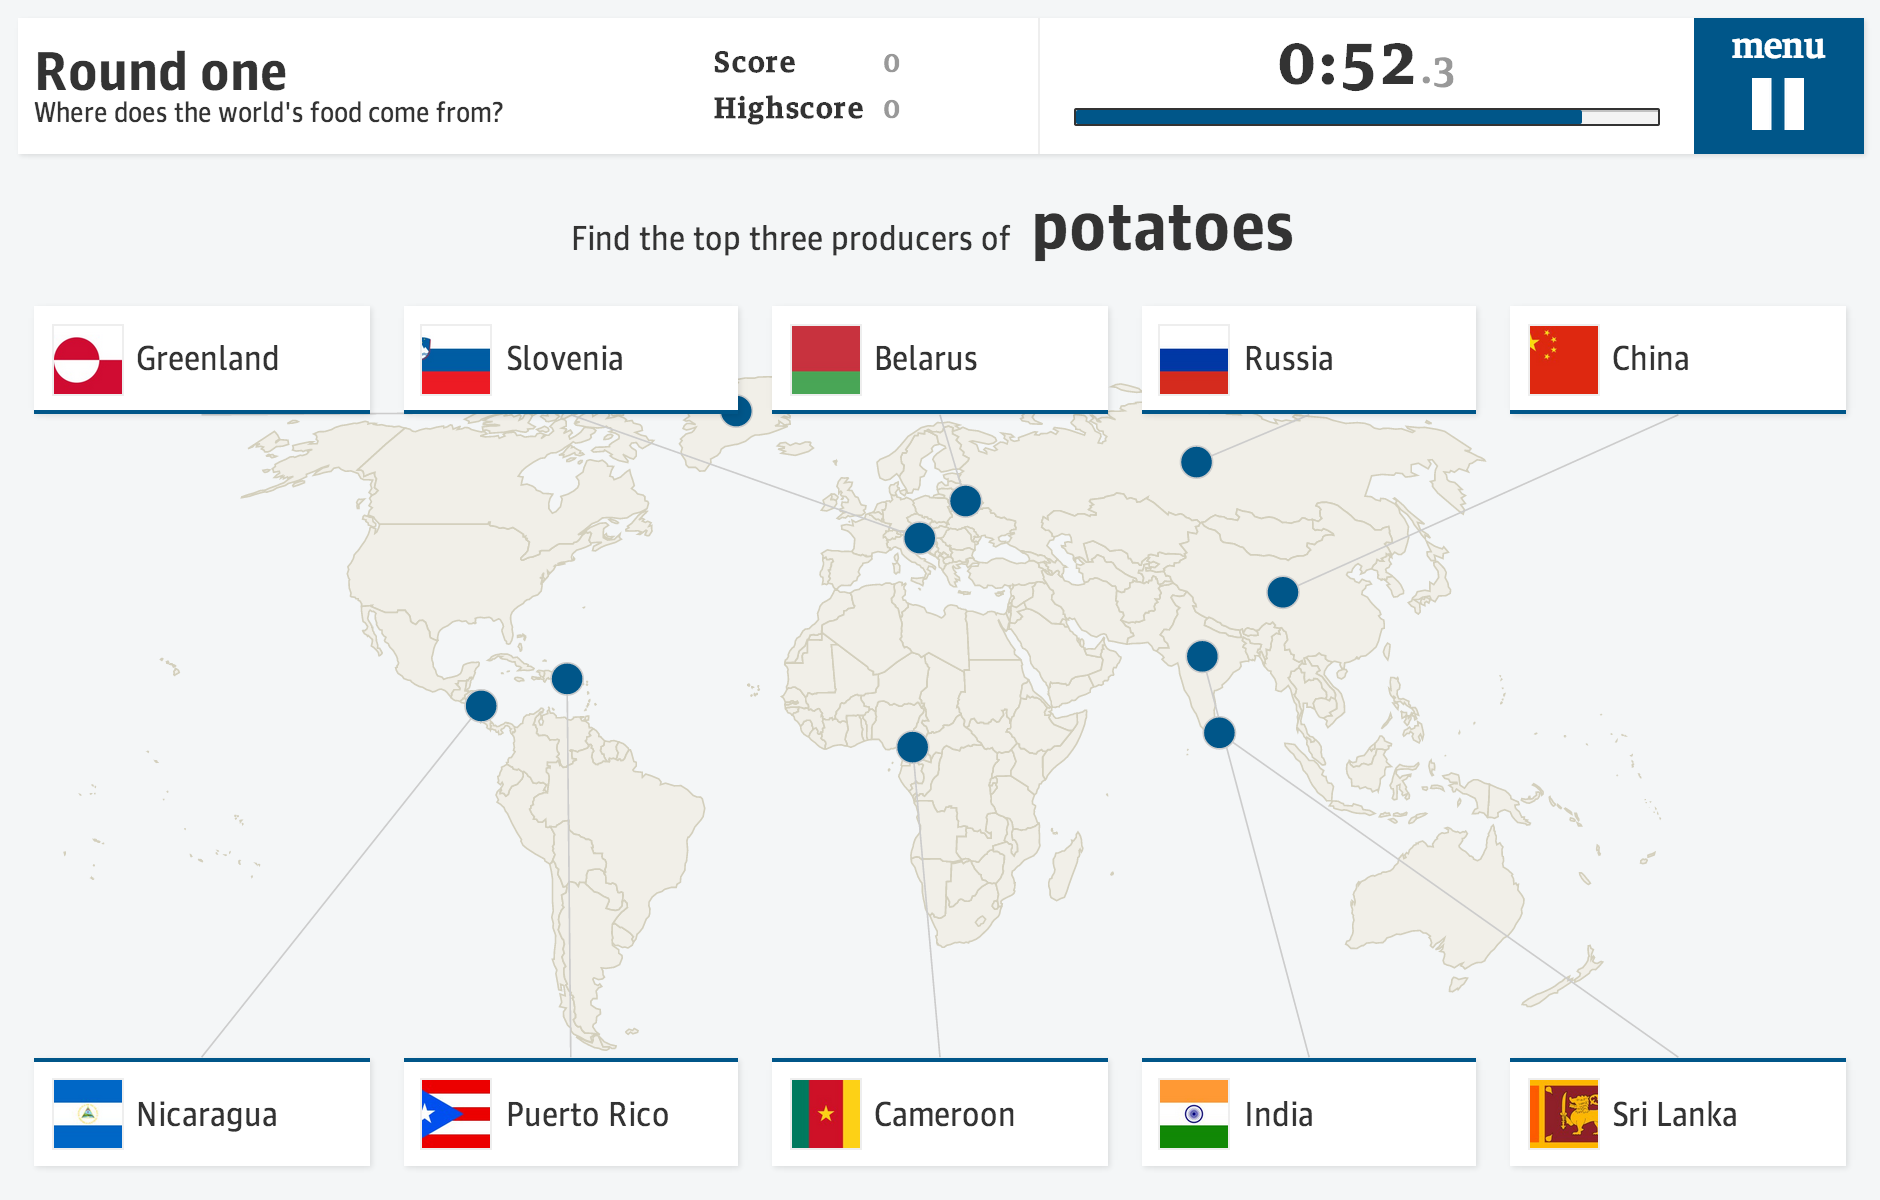 Round one
Where does the world's food come from?
Score 0
Highscore 0
0:52.3
menu
Find the top three producers of potatoes
Greenland
Slovenia
Belarus
Russia
China
Nicaragua
Puerto Rico
Cameroon
India
Sri Lanka